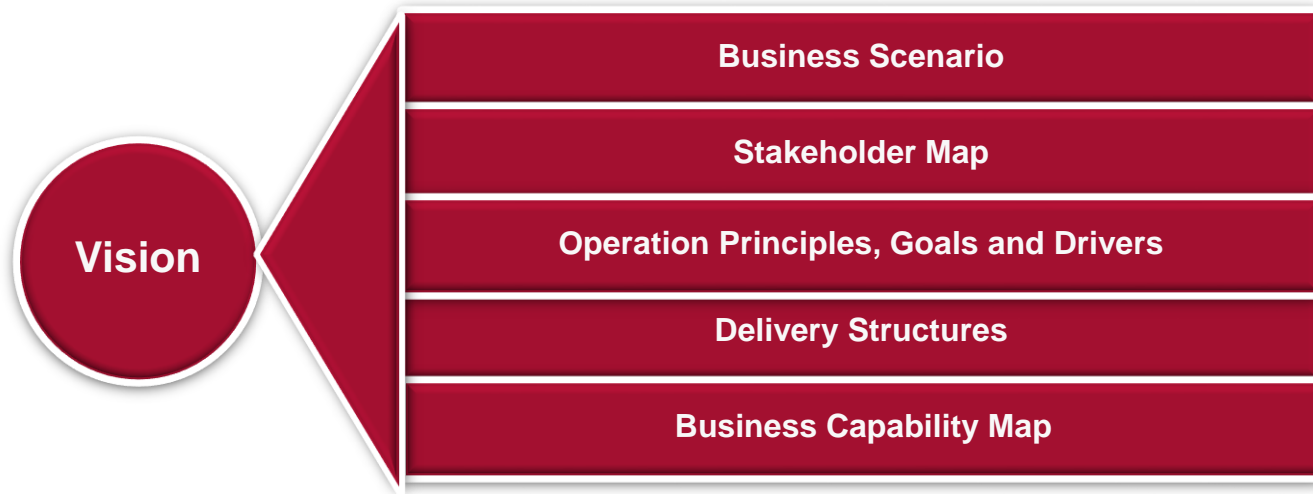 Business Scenario
Stakeholder Map
Vision
Operation Principles, Goals and Drivers
Delivery Structures
Business Capability Map